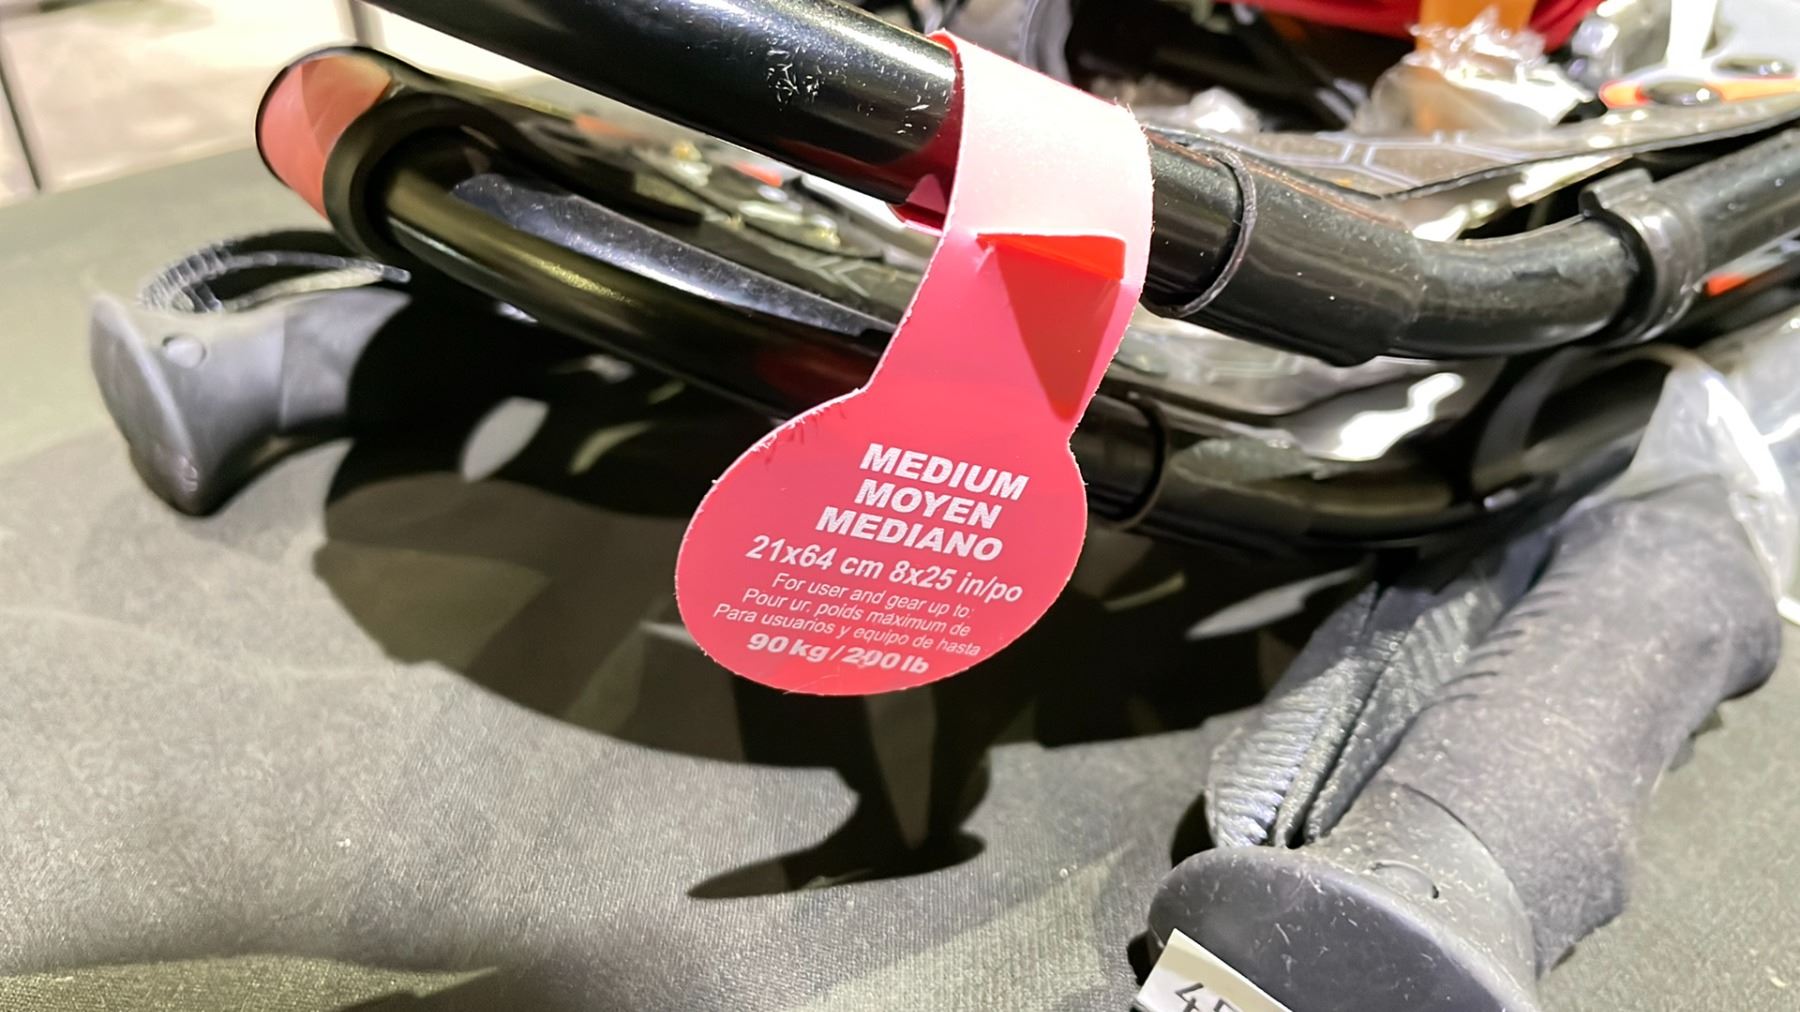 MEDIUM
MOYEN
MEDIANO
21x64 cm 8x25 in/po
For user and gear up to:
Pour un poids maximum de
Para usuarios y equipo de hasta
90 kg / 200 lb